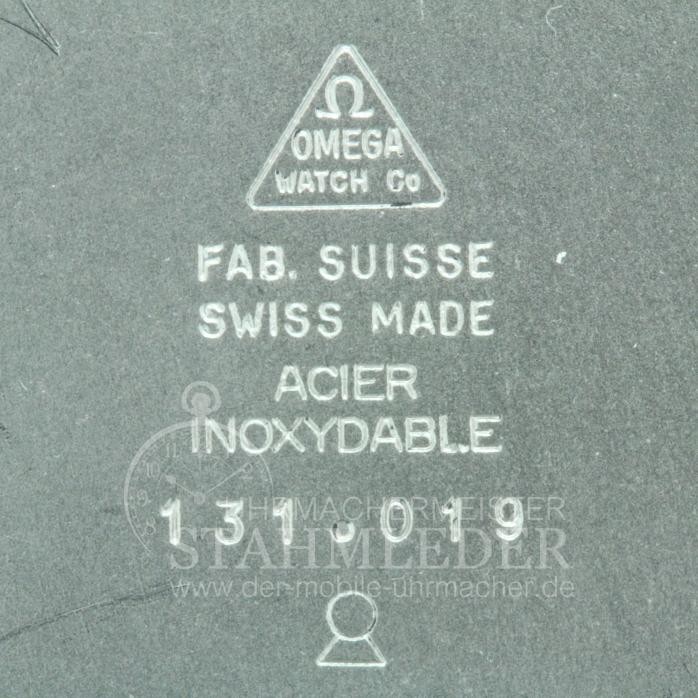 Ω
OMEGA
WATCH Co
FAB. SUISSE
SWISS MADE
ACIER
INOXYDABLE
UHRMACHERMEISTER
131.019
STAHMLEDER
www.der-mobile-uhrmacher.de